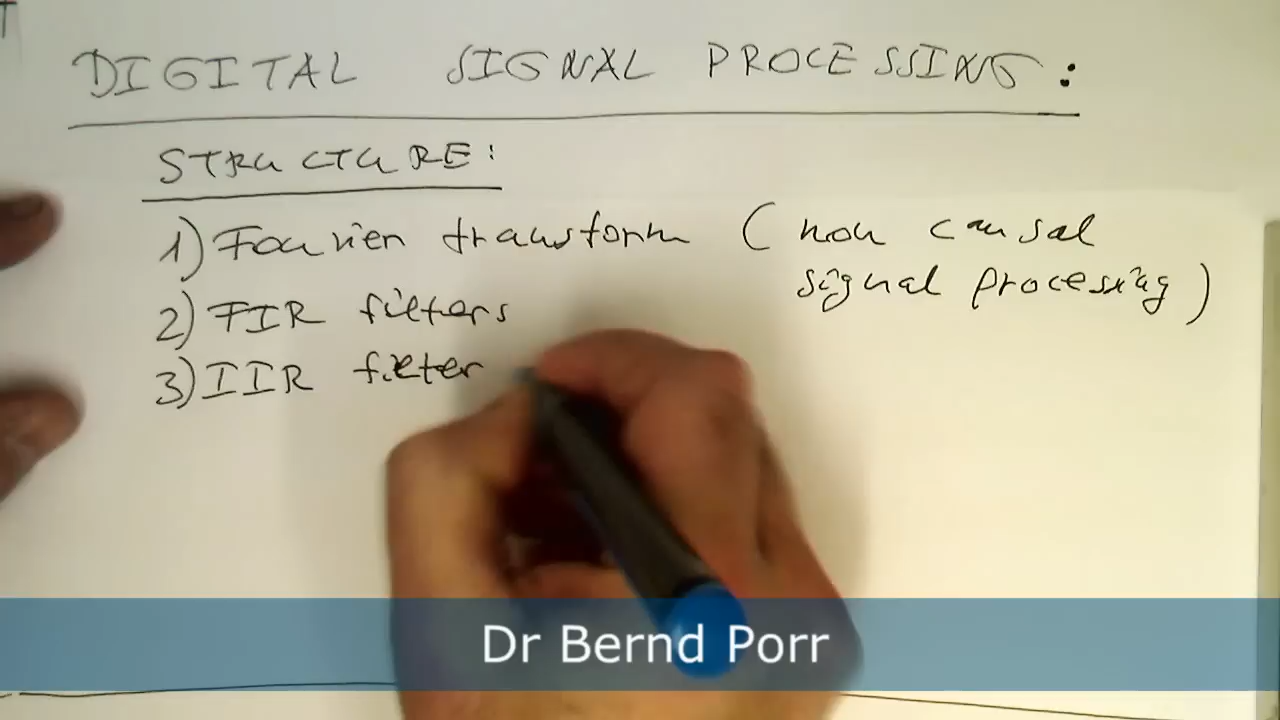 DIGITAL SIGNAL PROCESSING:
STRUCTURE:
1) Fourier transform (non causal
signal processing)
2) FIR filters
3) IIR filter
Dr Bernd Porr